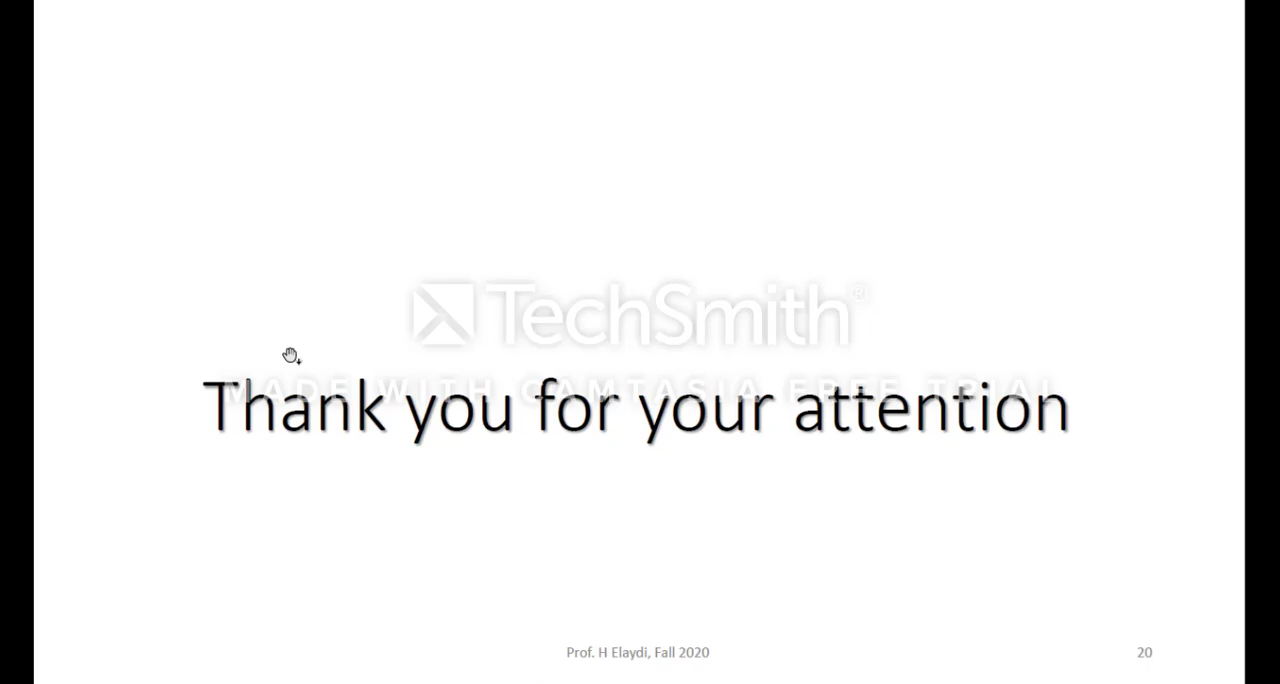 TechSmith®
MADE WITH CAMTASIA FREE TRIAL
Thank you for your attention
Prof. H Elaydi, Fall 2020
20